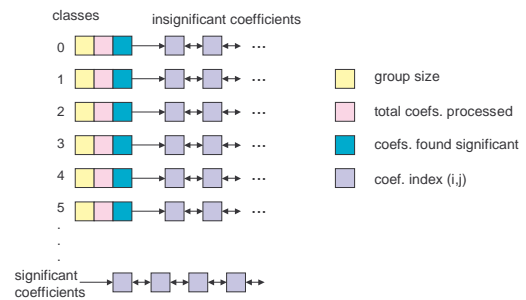 classes
insignificant coefficients
0
...
1
...
2
...
3
...
4
...
5
...
.
.
.
significant
coefficients
group size
total coefs. processed
coefs. found significant
coef. index (i,j)